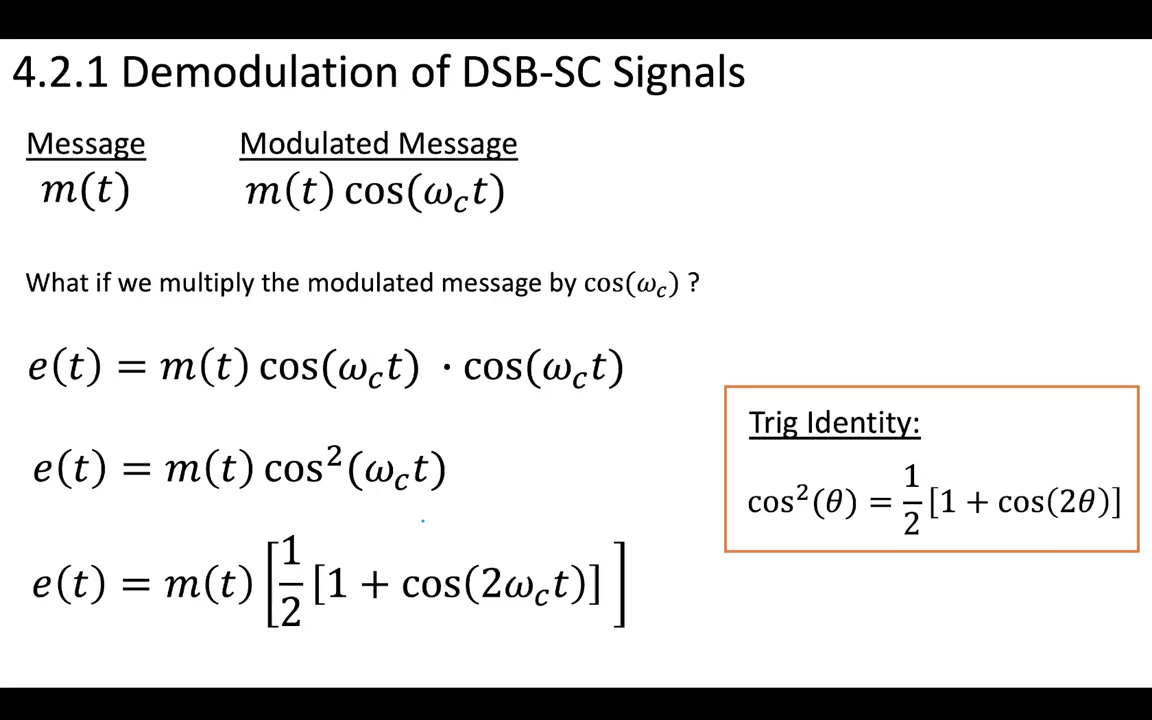 4.2.1 Demodulation of DSB-SC Signals
Message Modulated Message
m(t) m(t) cos(ω_c t)
What if we multiply the modulated message by cos(ω_c) ?
e(t) = m(t) cos(ω_c t) · cos(ω_c t)
e(t) = m(t) cos²(ω_c t)
e(t) = m(t) [1/2 [1 + cos(2ω_c t)] ]
Trig Identity:
cos²(θ) = 1/2 [1 + cos(2θ)]